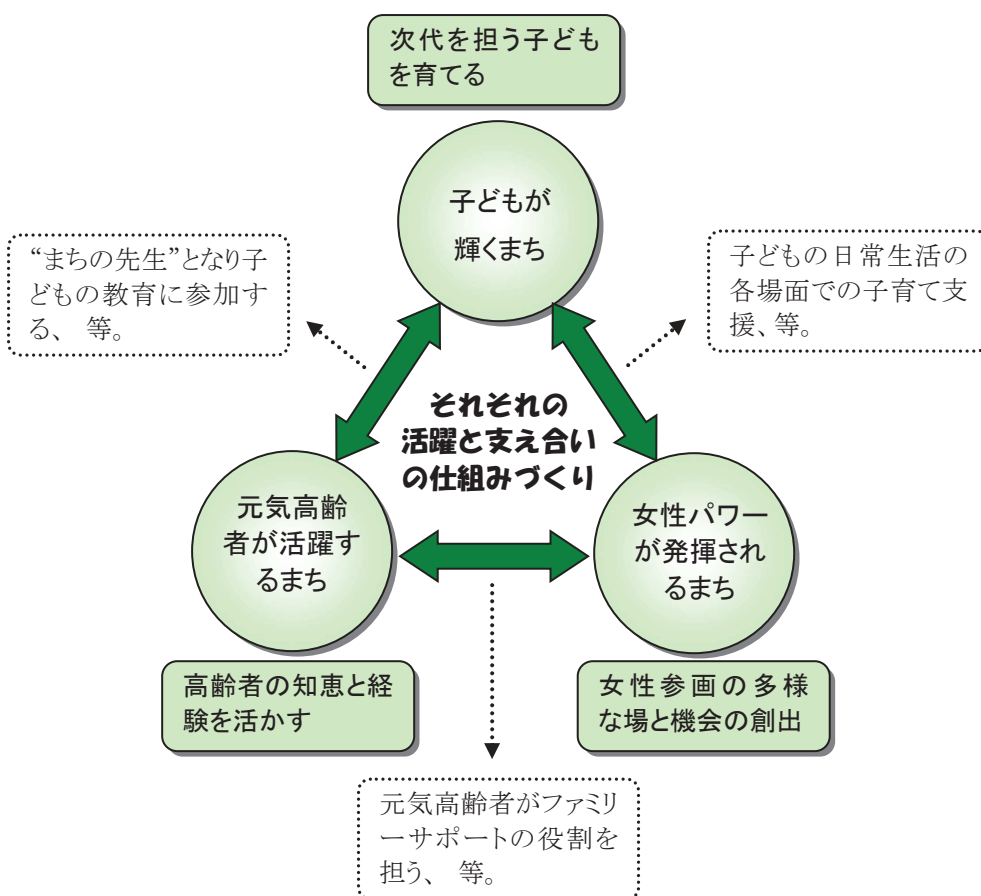 次代を担う子ども
を育てる
子どもが
輝くまち
“まちの先生”となり子
どもの教育に参加す
る、 等。
子どもの日常生活の
各場面での子育て支
援、等。
それそれの
活躍と支え合い
の仕組みづくり
元気高齢
者が活躍す
るまち
女性パワー
が発揮され
るまち
高齢者の知恵と経
験を活かす
女性参画の多様
な場と機会の創出
元気高齢者がファミリ
ーサポートの役割を
担う、 等。